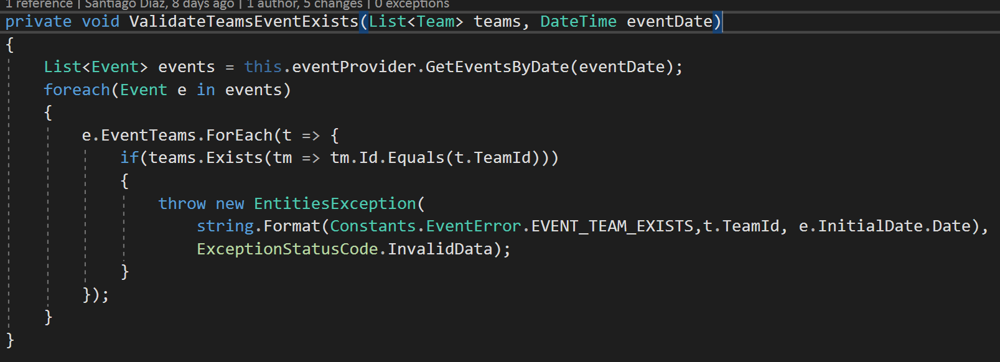 1 reference | Santiago Diaz, 8 days ago | 1 author, 5 changes | 0 exceptions
private void ValidateTeamsEventExists(List<Team> teams, DateTime eventDate)
{
List<Event> events = this.eventProvider.GetEventsByDate(eventDate);
foreach(Event e in events)
{
e.EventTeams.ForEach(t => {
if(teams.Exists(tm => tm.Id.Equals(t.TeamId)))
{
throw new EntitiesException(
string.Format(Constants.EventError.EVENT_TEAM_EXISTS,t.TeamId, e.InitialDate.Date),
ExceptionStatusCode.InvalidData);
}
});
}
}